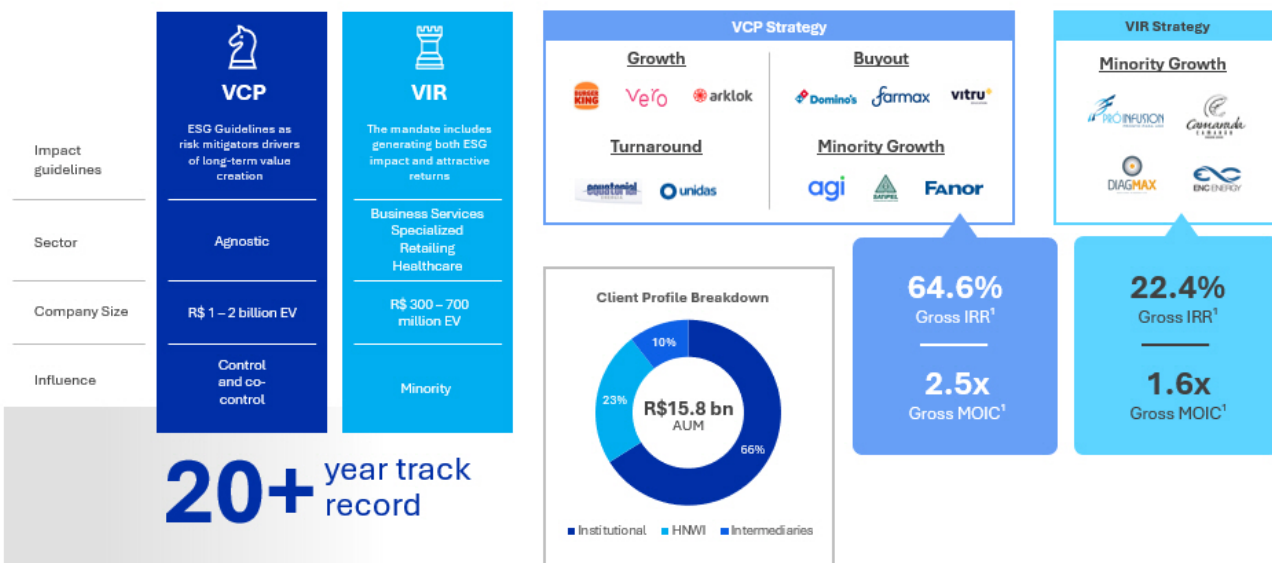 VCP
VIR
Impact
guidelines
ESG Guidelines as
risk mitigators drivers
of long-term value
creation
The mandate includes
generating both ESG
impact and attractive
returns
Sector
Agnostic
Business Services
Specialized
Retailing
Healthcare
Company Size
R$ 1 – 2 billion EV
R$ 300 – 700
million EV
Influence
Control
and co-
control
Minority
20+ year track
record
VCP Strategy
Growth
BURGER
KING
Vero
arklok
Buyout
Domino's
farmax
vitru
Turnaround
equatorial
unidas
Minority Growth
agi
FANOR
VIR Strategy
Minority Growth
PRÓINFUSION
Camarada
CAMARÃO
DIAGMAX
ENC ENERGY
Client Profile Breakdown
10%
23%
R$15.8 bn
AUM
66%
Institutional
HNWI
Intermediaries
64.6%
Gross IRR¹
2.5x
Gross MOIC¹
22.4%
Gross IRR¹
1.6x
Gross MOIC¹